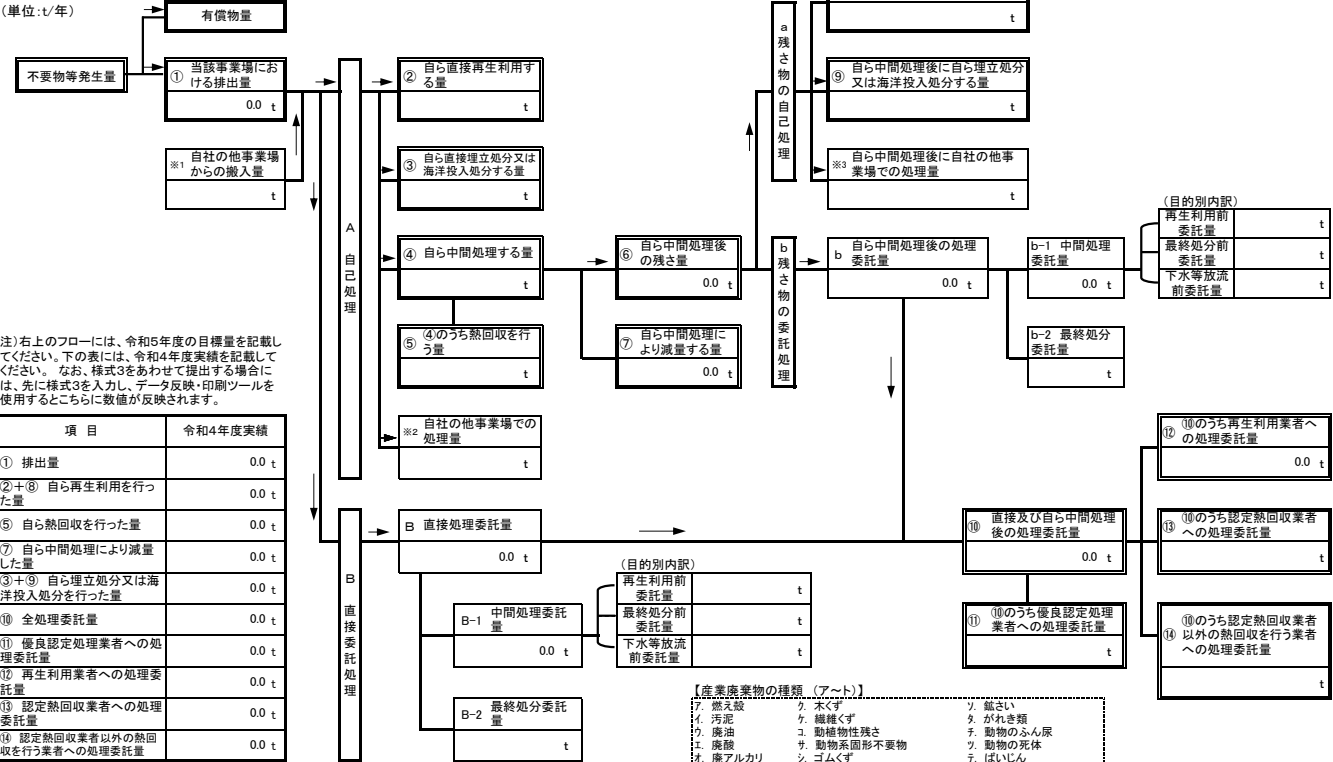 (単位:t/年)
有償物量
不要物等発生量
① 当該事業場にお
ける排出量
0.0 t
※1 自社の他事業場
からの搬入量
t
A 自己処理
② 自ら直接再生利用す
る量
t
③ 自ら直接埋立処分又は
海洋投入処分する量
t
④ 自ら中間処理する量
t
⑤ ④のうち熱回収を行
う量
t
※2 自社の他事業場での
処理量
t
⑥ 自ら中間処理後
の残さ量
0.0 t
⑦ 自ら中間処理に
より減量する量
0.0 t
a 残さ物の自己処理
t
⑨ 自ら中間処理後に自ら埋立処分
又は海洋投入処分する量
t
※3 自ら中間処理後に自社の他事
業場での処理量
t
b 残さ物の委託処理
b 自ら中間処理後の処理
委託量
0.0 t
b-1 中間処理
委託量
0.0 t
b-2 最終処分
委託量
t
(目的別内訳)
再生利用前
委託量
t
最終処分前
委託量
t
下水等放流
前委託量
t
注)右上のフローには、令和5年度の目標量を記載し
てください。下の表には、令和4年度実績を記載して
ください。 なお、様式3をあわせて提出する場合に
は、先に様式3を入力し、データ反映・印刷ツールを
使用するとこちらに数値が反映されます。
項 目 令和4年度実績
① 排出量 0.0 t
②+⑧ 自ら再生利用を行っ
た量 0.0 t
⑤ 自ら熱回収を行った量 0.0 t
⑦ 自ら中間処理により減量
した量 0.0 t
③+⑨ 自ら埋立処分又は海
洋投入処分を行った量 0.0 t
⑩ 全処理委託量 0.0 t
⑪ 優良認定処理業者への処
理委託量 0.0 t
⑫ 再生利用業者への処理委
託量 0.0 t
⑬ 認定熱回収業者への処理
委託量 0.0 t
⑭ 認定熱回収業者以外の熱回
収を行う業者への処理委託量 0.0 t
B 直接委託処理
B 直接処理委託量
0.0 t
B-1 中間処理委託
量
0.0 t
B-2 最終処分委託
量
t
(目的別内訳)
再生利用前
委託量
t
最終処分前
委託量
t
下水等放流
前委託量
t
⑩ 直接及び自ら中間処理
後の処理委託量
0.0 t
⑪ ⑩のうち優良認定処理
業者への処理委託量
t
⑫ ⑩のうち再生利用業者へ
の処理委託量
0.0 t
⑬ ⑩のうち認定熱回収業者
への処理委託量
t
⑭ ⑩のうち認定熱回収業者
以外の熱回収を行う業者
への処理委託量
t
【産業廃棄物の種類 (ア~ト)】
ア. 燃え殻 ク. 木くず ソ. 鉱さい
イ. 汚泥 ケ. 繊維くず タ. がれき類
ウ. 廃油 コ. 動植物性残さ チ. 動物のふん尿
エ. 廃酸 サ. 動物系固形不要物 ツ. 動物の死体
オ. 廃アルカリ シ. ゴムくず テ. ばいじん